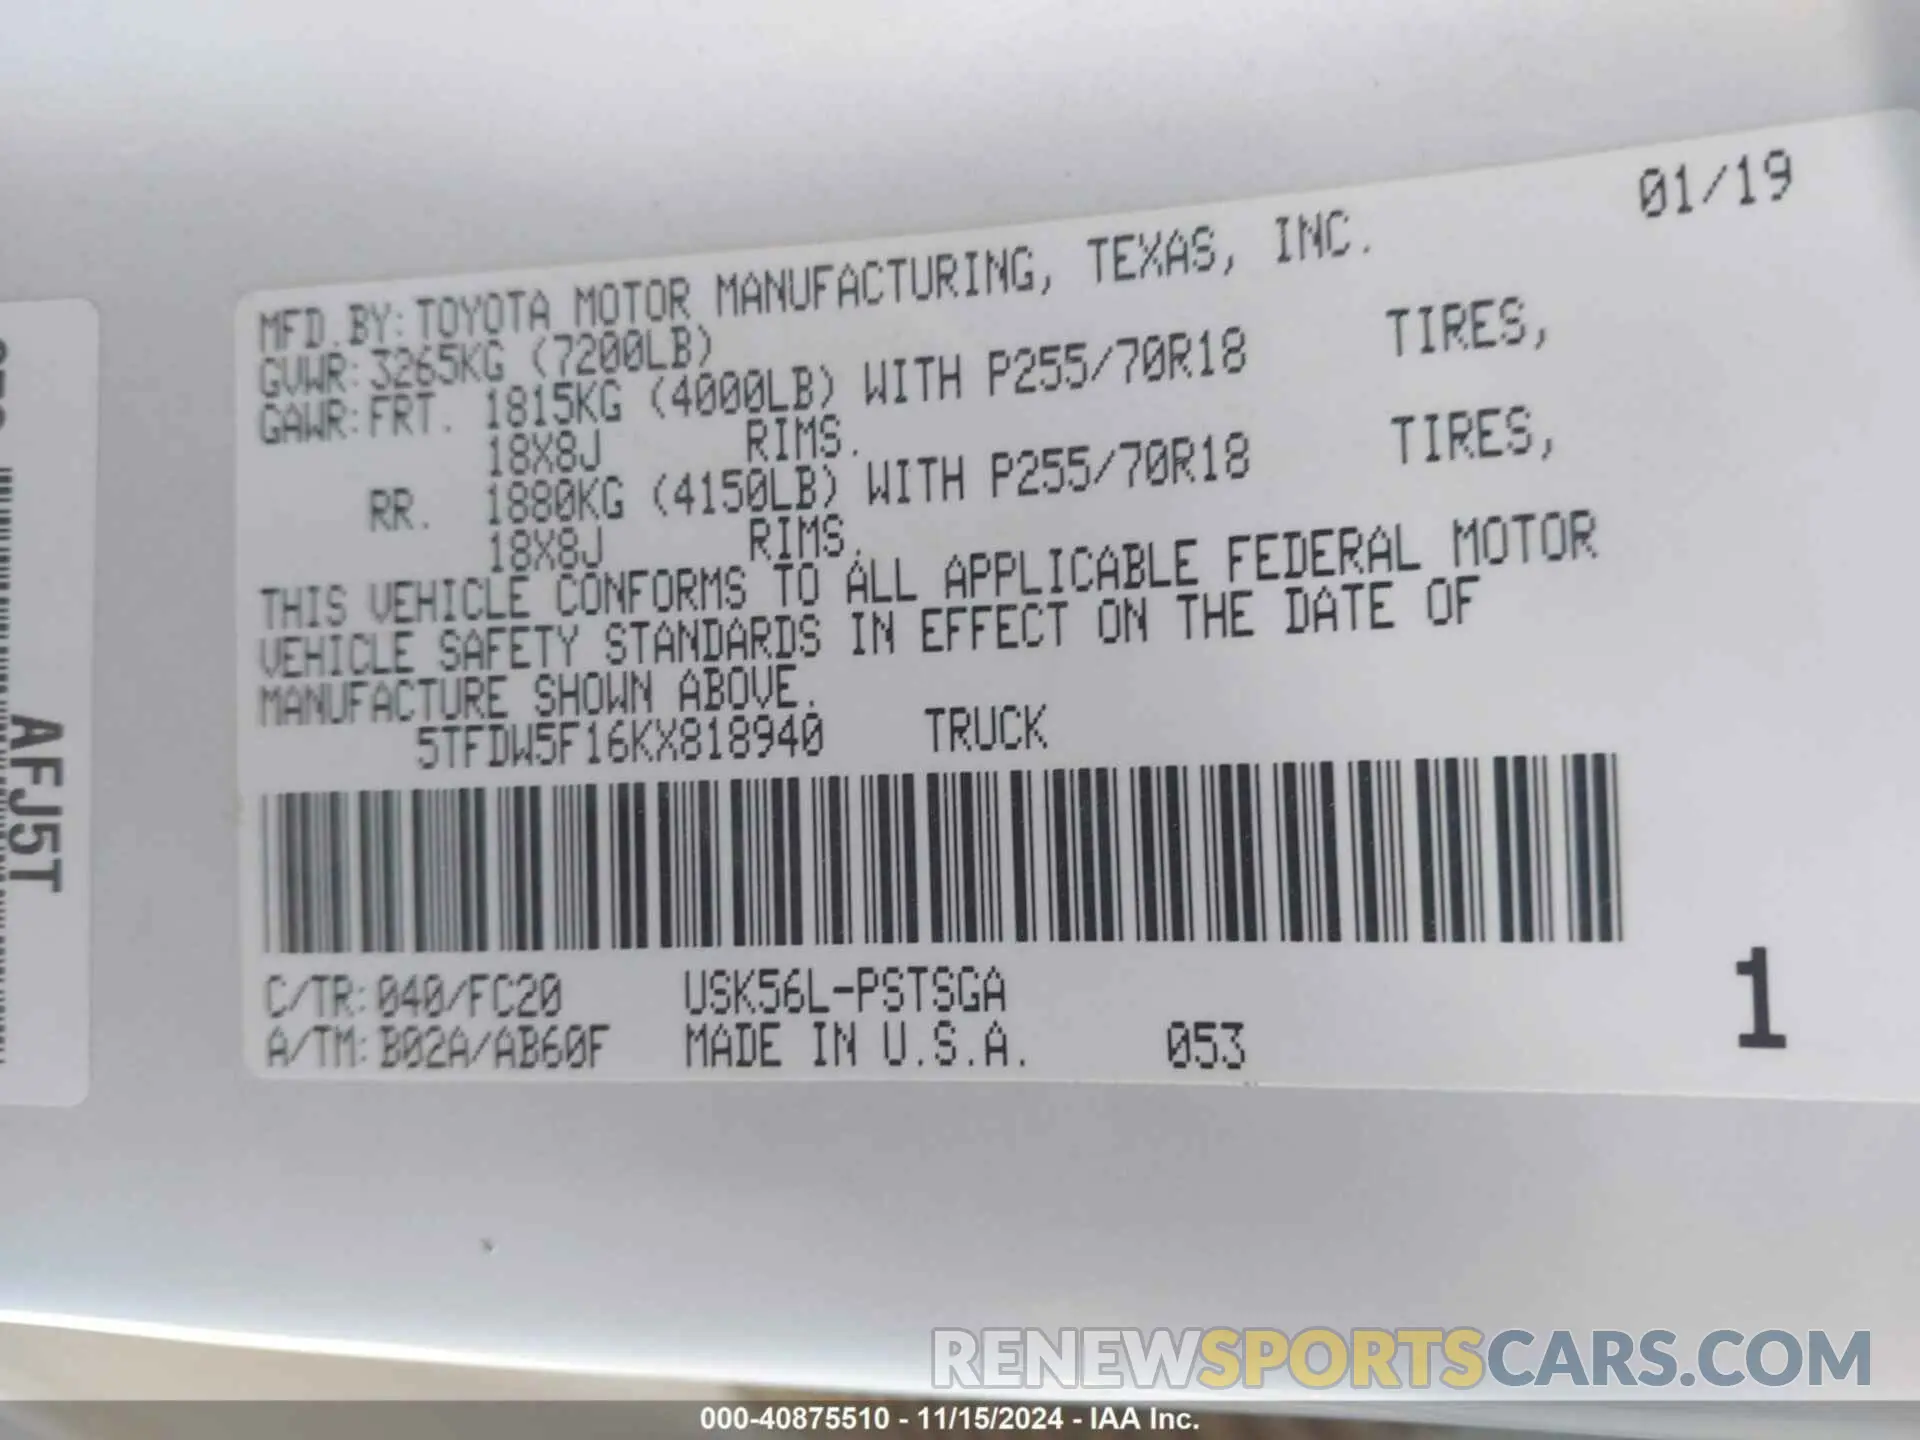 01/19
MFD.BY:TOYOTA MOTOR MANUFACTURING, TEXAS, INC.
GVWR:3265KG (7200LB)
GAWR:FRT. 1815KG (4000LB) WITH P255/70R18 TIRES,
18X8J RIMS.
RR. 1880KG (4150LB) WITH P255/70R18 TIRES,
18X8J RIMS.
THIS VEHICLE CONFORMS TO ALL APPLICABLE FEDERAL MOTOR
VEHICLE SAFETY STANDARDS IN EFFECT ON THE DATE OF
MANUFACTURE SHOWN ABOVE.
5TFDW5F16KX818940 TRUCK
C/TR:040/FC20 USK56L-PSTSGA
A/TM:B02A/AB60F MADE IN U.S.A. 053
1
AFJ5T
RENEWSPORTSCARS.COM
000-40875510 - 11/15/2024 - IAA Inc.